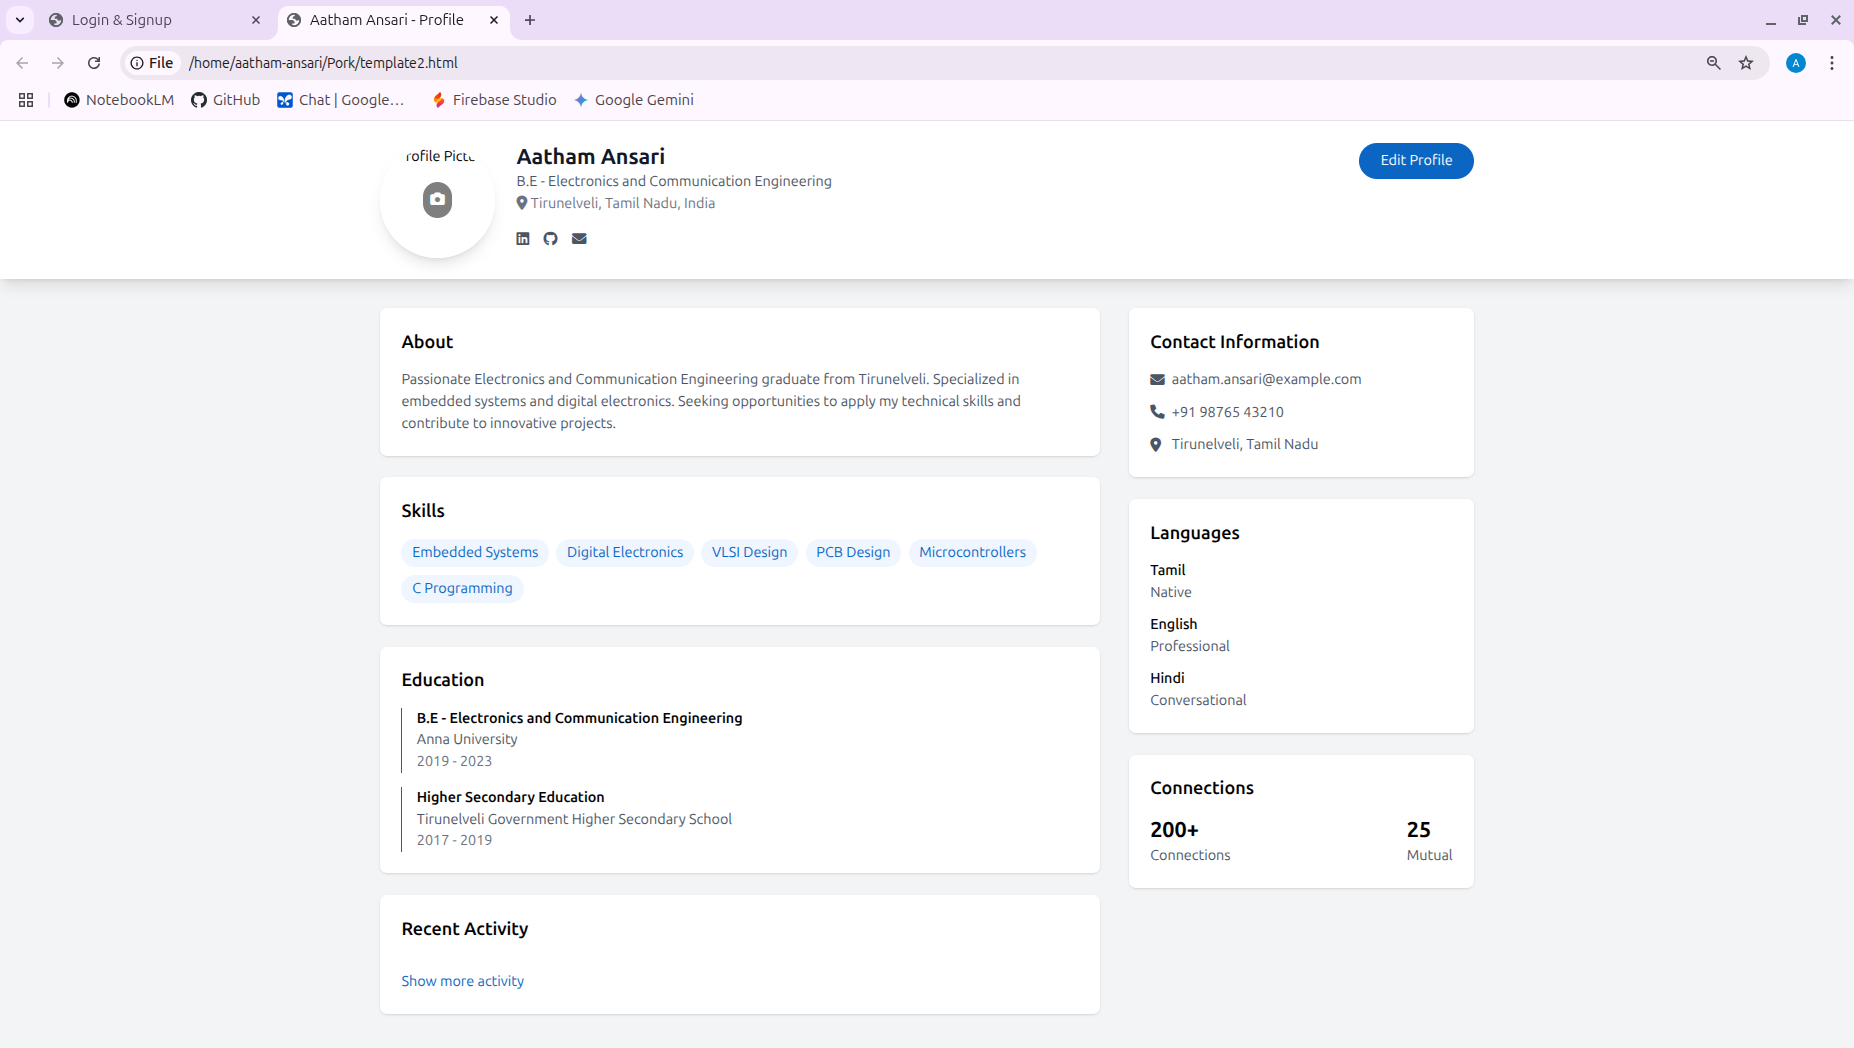 Login & Signup
Aatham Ansari - Profile
File /home/aatham-ansari/Pork/template2.html
A
NotebookLM GitHub Chat | Google... Firebase Studio Google Gemini
rofile Pictu
Aatham Ansari
B.E - Electronics and Communication Engineering
Tirunelveli, Tamil Nadu, India
Edit Profile
About
Passionate Electronics and Communication Engineering graduate from Tirunelveli. Specialized in
embedded systems and digital electronics. Seeking opportunities to apply my technical skills and
contribute to innovative projects.
Skills
Embedded Systems Digital Electronics VLSI Design PCB Design Microcontrollers
C Programming
Education
B.E - Electronics and Communication Engineering
Anna University
2019 - 2023
Higher Secondary Education
Tirunelveli Government Higher Secondary School
2017 - 2019
Recent Activity
Show more activity
Contact Information
aatham.ansari@example.com
+91 98765 43210
Tirunelveli, Tamil Nadu
Languages
Tamil
Native
English
Professional
Hindi
Conversational
Connections
200+ 25
Connections Mutual